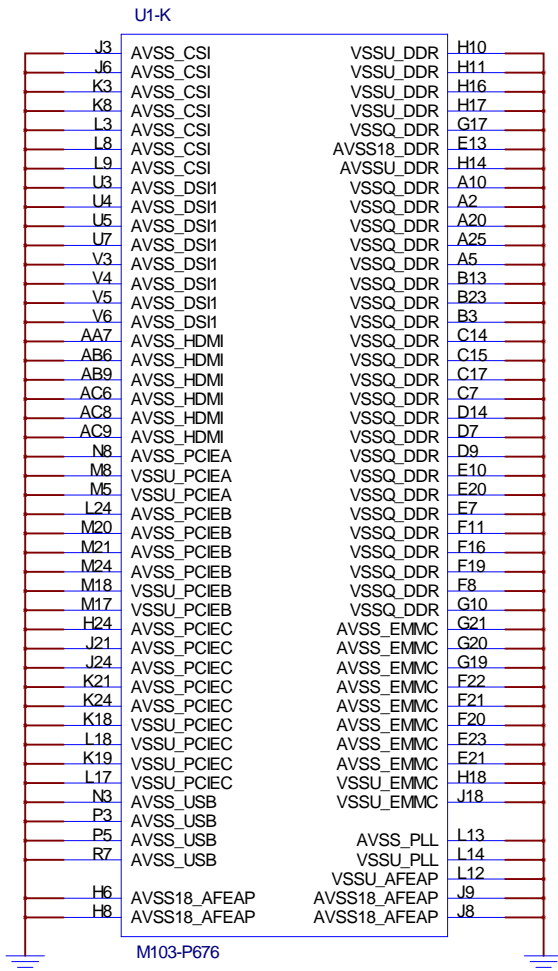 U1-K
J3 AVSS_CSI VSSU_DDR H10
J6 AVSS_CSI VSSU_DDR H11
K3 AVSS_CSI VSSU_DDR H16
K8 AVSS_CSI VSSU_DDR H17
L3 AVSS_CSI VSSQ_DDR G17
L8 AVSS_CSI AVSS18_DDR E13
L9 AVSS_CSI AVSSU_DDR H14
U3 AVSS_DSI1 VSSQ_DDR A10
U4 AVSS_DSI1 VSSQ_DDR A2
U5 AVSS_DSI1 VSSQ_DDR A20
U7 AVSS_DSI1 VSSQ_DDR A25
V3 AVSS_DSI1 VSSQ_DDR A5
V4 AVSS_DSI1 VSSQ_DDR B13
V5 AVSS_DSI1 VSSQ_DDR B23
V6 AVSS_DSI1 VSSQ_DDR B3
AA7 AVSS_HDMI VSSQ_DDR C14
AB6 AVSS_HDMI VSSQ_DDR C15
AB9 AVSS_HDMI VSSQ_DDR C17
AC6 AVSS_HDMI VSSQ_DDR C7
AC8 AVSS_HDMI VSSQ_DDR D14
AC9 AVSS_HDMI VSSQ_DDR D7
N8 AVSS_PCIEA VSSQ_DDR D9
M8 VSSU_PCIEA VSSQ_DDR E10
M5 VSSU_PCIEA VSSQ_DDR E20
L24 AVSS_PCIEB VSSQ_DDR E7
M20 AVSS_PCIEB VSSQ_DDR F11
M21 AVSS_PCIEB VSSQ_DDR F16
M24 AVSS_PCIEB VSSQ_DDR F19
M18 VSSU_PCIEB VSSQ_DDR F8
M17 VSSU_PCIEB VSSQ_DDR G10
H24 AVSS_PCIEC AVSS_EMMC G21
J21 AVSS_PCIEC AVSS_EMMC G20
J24 AVSS_PCIEC AVSS_EMMC G19
K21 AVSS_PCIEC AVSS_EMMC F22
K24 AVSS_PCIEC AVSS_EMMC F21
K18 VSSU_PCIEC AVSS_EMMC F20
L18 VSSU_PCIEC AVSS_EMMC E23
K19 VSSU_PCIEC AVSS_EMMC E21
L17 VSSU_PCIEC VSSU_EMMC H18
N3 AVSS_USB VSSU_EMMC J18
P3 AVSS_USB
P5 AVSS_USB AVSS_PLL L13
R7 AVSS_USB VSSU_PLL L14
VSSU_AFEAP L12
H6 AVSS18_AFEAP AVSS18_AFEAP J9
H8 AVSS18_AFEAP AVSS18_AFEAP J8
M103-P676